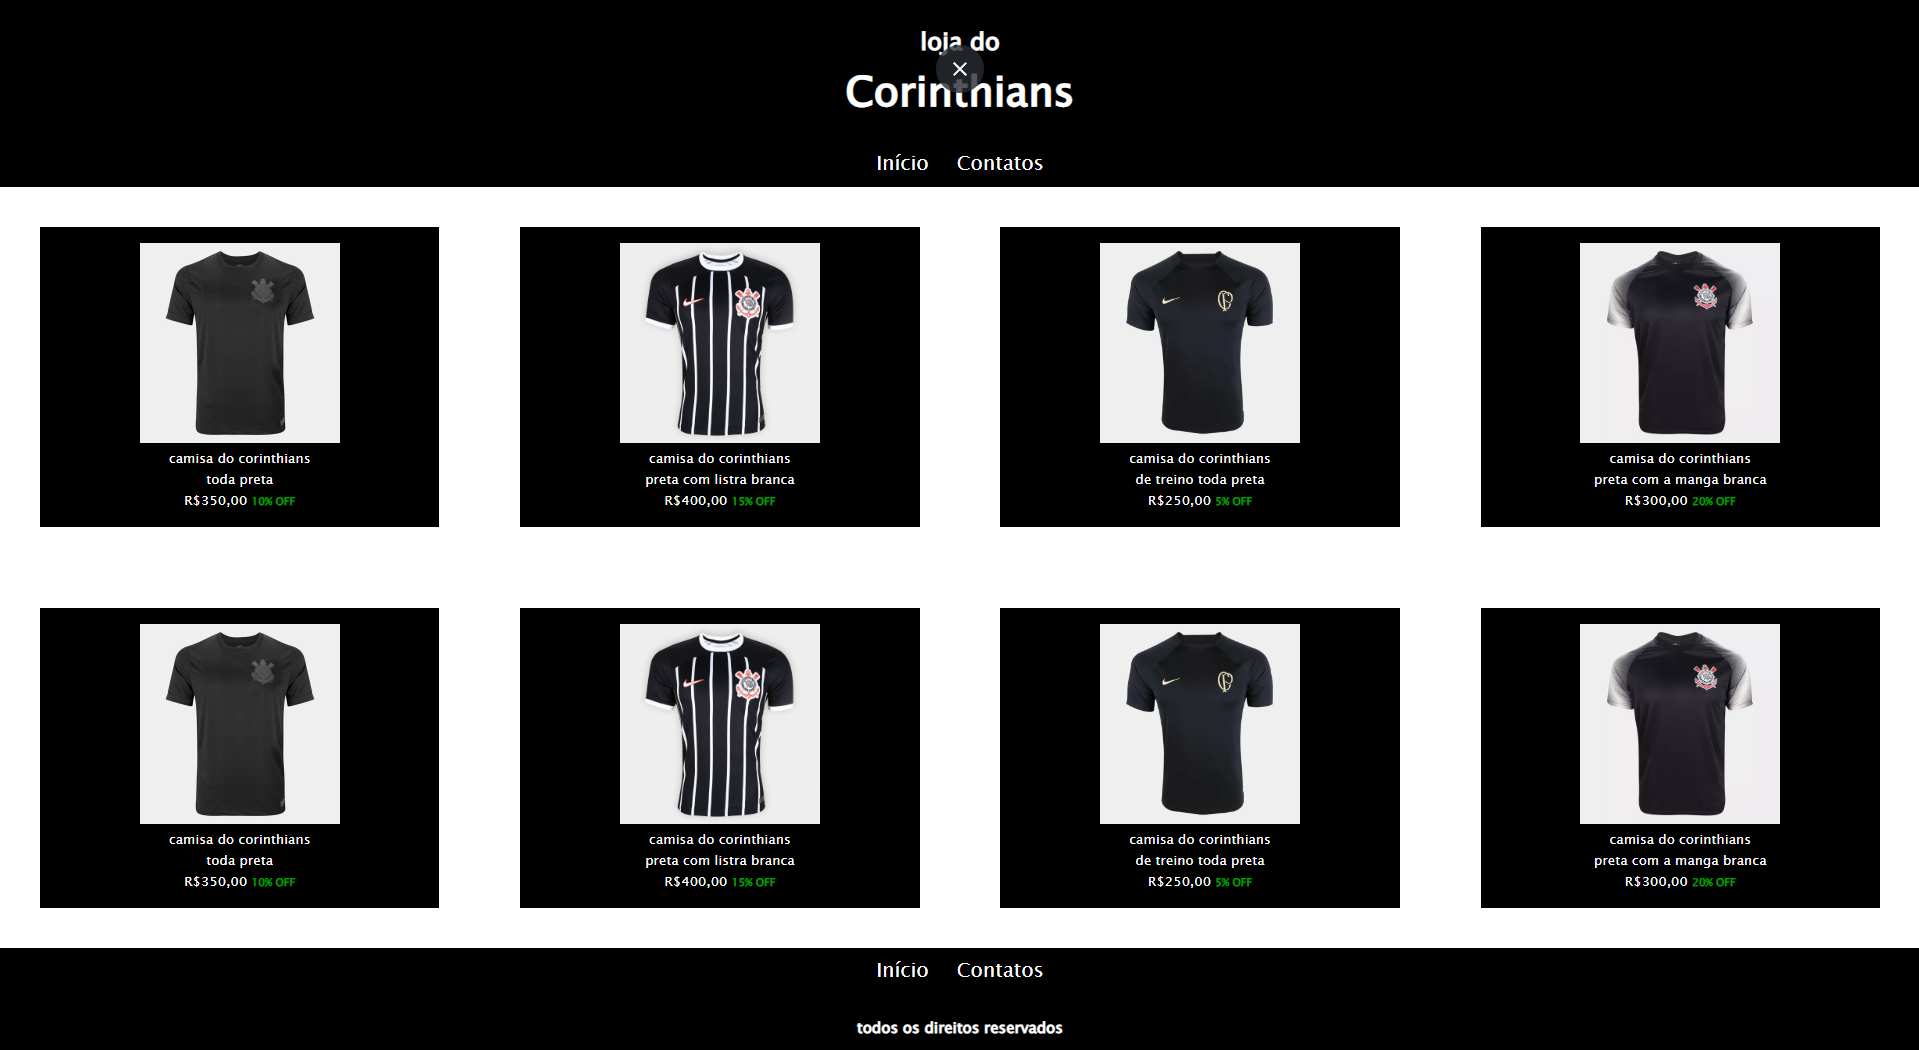 loja do
Corinthians
Início Contatos
camisa do corinthians
toda preta
R$350,00 10% OFF
camisa do corinthians
preta com listra branca
R$400,00 15% OFF
camisa do corinthians
de treino toda preta
R$250,00 5% OFF
camisa do corinthians
preta com a manga branca
R$300,00 20% OFF
camisa do corinthians
toda preta
R$350,00 10% OFF
camisa do corinthians
preta com listra branca
R$400,00 15% OFF
camisa do corinthians
de treino toda preta
R$250,00 5% OFF
camisa do corinthians
preta com a manga branca
R$300,00 20% OFF
Início Contatos
todos os direitos reservados